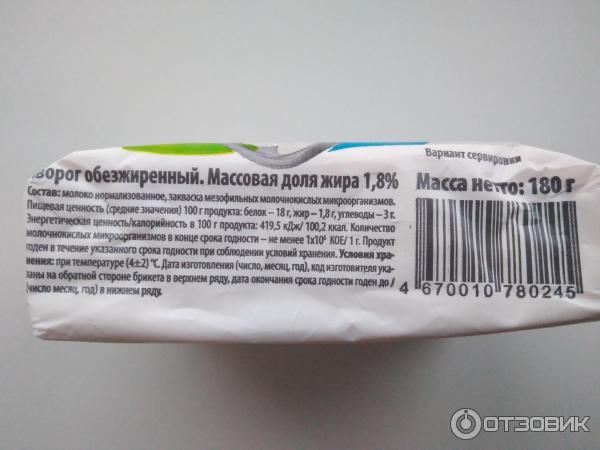 Вариант сервировки
ворог обезжиренный. Массовая доля жира 1,8%
Масса нетто: 180 г
Состав: молоко нормализованное, закваска мезофильных молочнокислых микроорганизмов.
Пищевая ценность (средние значения) 100 г продукта: белок – 18 г, жир – 1,8 г, углеводы – 3 г.
Энергетическая ценность/калорийность в 100 г продукта: 419,5 кДж/ 100,2 ккал. Количество
молочнокислых микроорганизмов в конце срока годности – не менее 1х10⁶ КОЕ/ 1 г. Продукт
годен в течение указанного срока годности при соблюдении условий хранения. Условия хра-
нения: при температуре (4±2) °С. Дата изготовления (число, месяц, год), код изготовителя ука-
заны на обратной стороне брикета в верхнем ряду, дата окончания срока годности годен до /
(число месяц, год) в нижнем ряду.
4 670010 780245
ОТЗОВИК